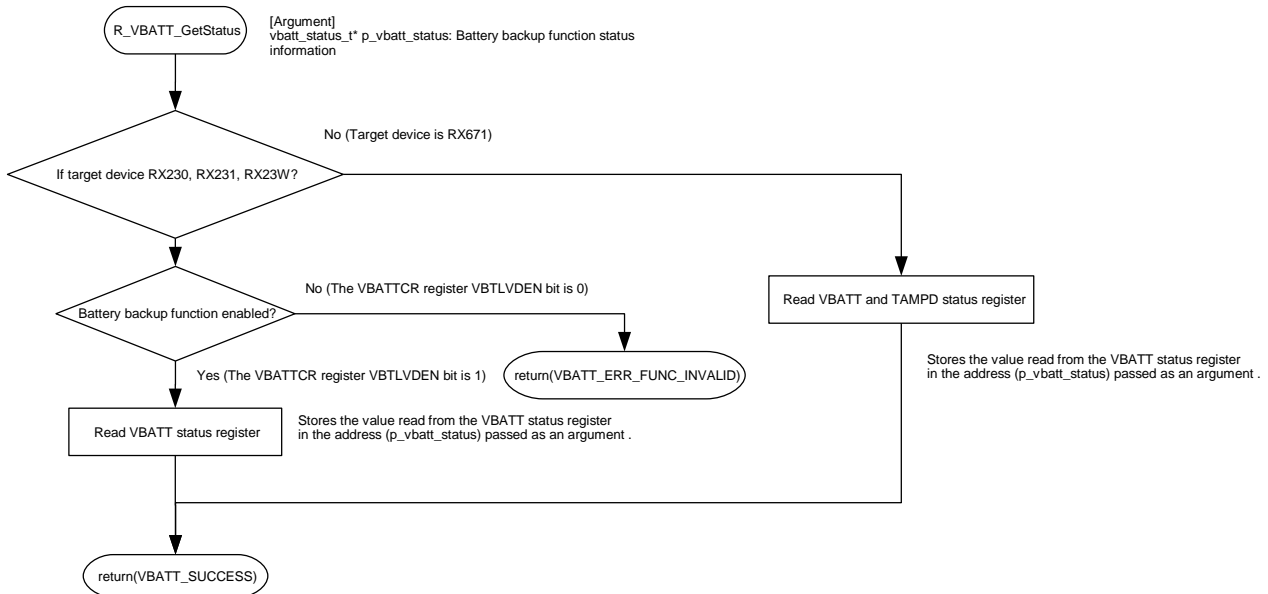 R_VBATT_GetStatus
[Argument]
vbatt_status_t* p_vbatt_status: Battery backup function status
information
No (Target device is RX671)
If target device RX230, RX231, RX23W?
No (The VBATTCR register VBTLVDEN bit is 0)
Battery backup function enabled?
Read VBATT and TAMPD status register
Stores the value read from the VBATT status register
in the address (p_vbatt_status) passed as an argument .
Yes (The VBATTCR register VBTLVDEN bit is 1)
return(VBATT_ERR_FUNC_INVALID)
Read VBATT status register
Stores the value read from the VBATT status register
in the address (p_vbatt_status) passed as an argument .
return(VBATT_SUCCESS)